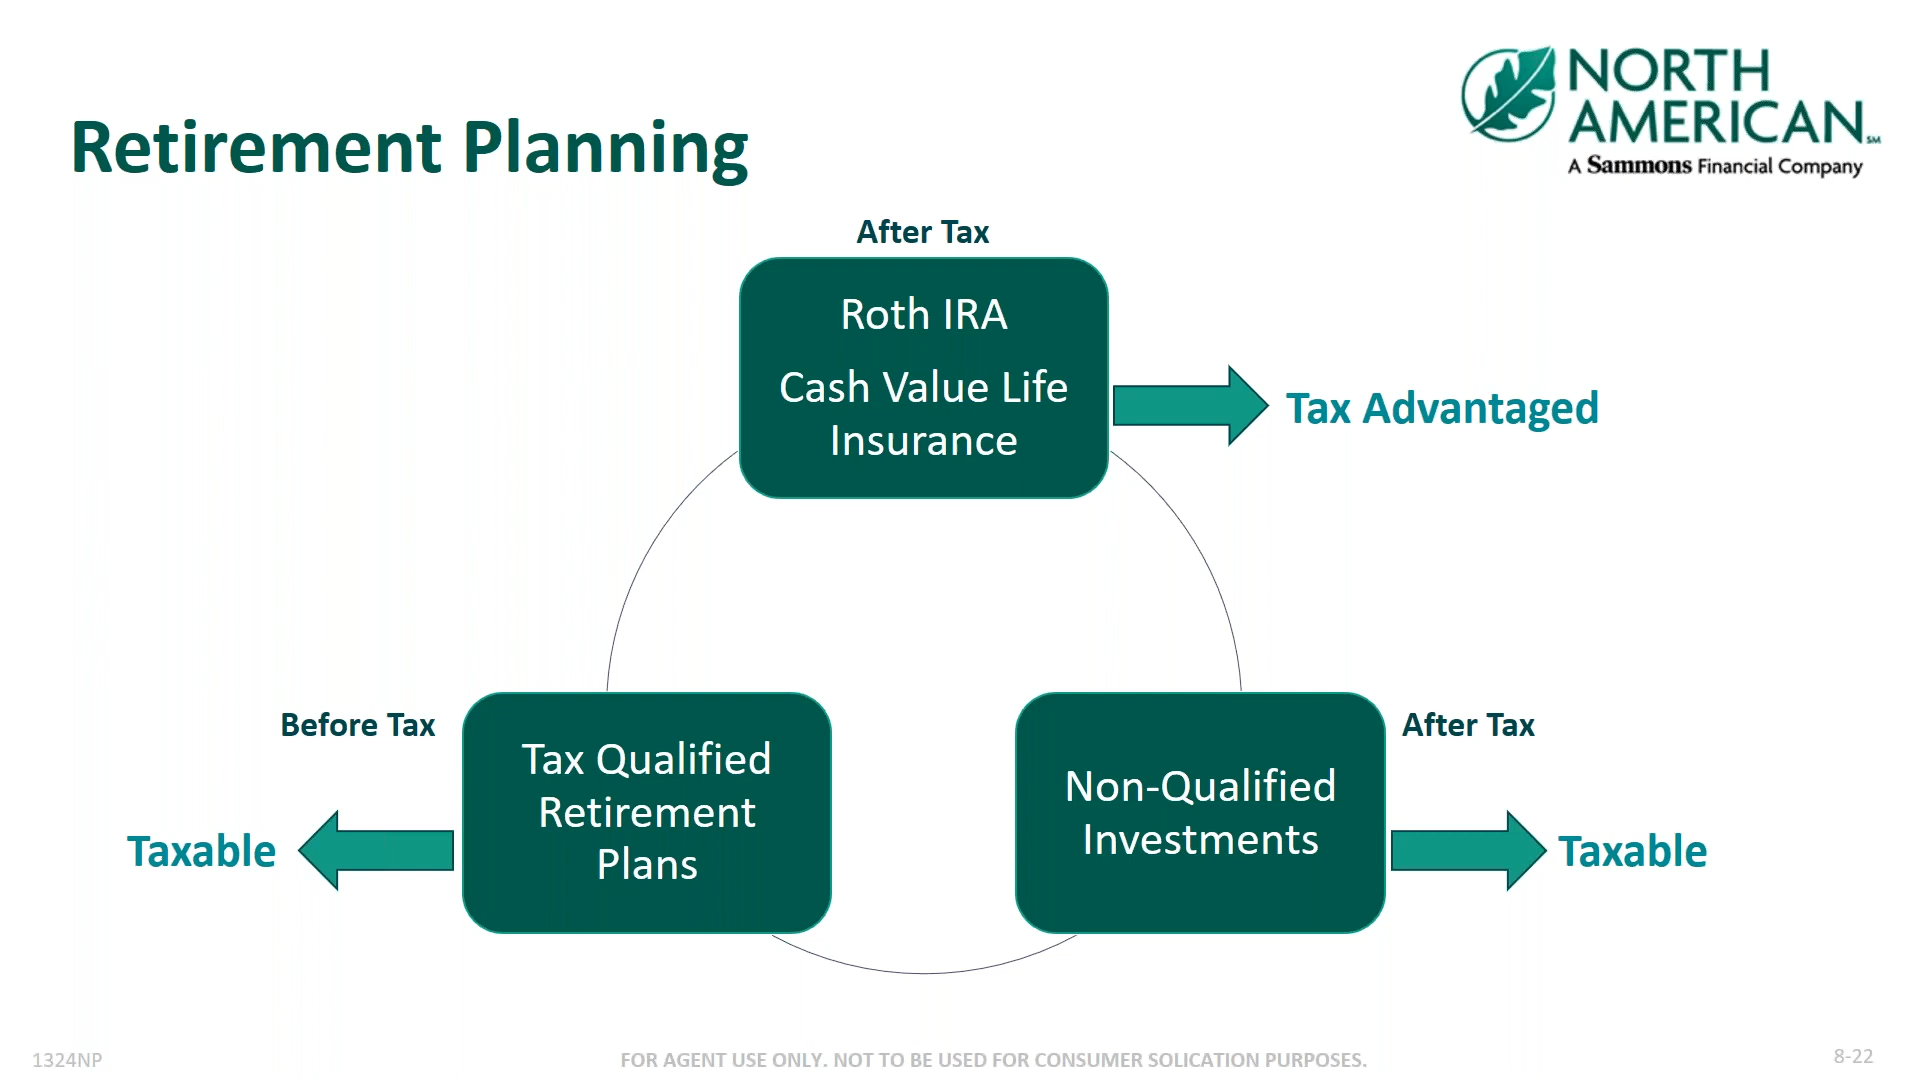 NORTH
AMERICAN℠
A Sammons Financial Company
Retirement Planning
After Tax
Roth IRA
Cash Value Life
Insurance
Tax Advantaged
Before Tax
Tax Qualified
Retirement
Plans
Taxable
After Tax
Non-Qualified
Investments
Taxable
1324NP
FOR AGENT USE ONLY. NOT TO BE USED FOR CONSUMER SOLICATION PURPOSES.
8-22